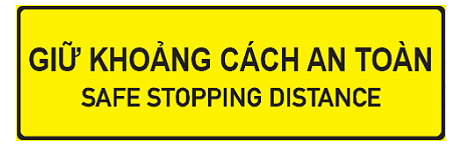 GIỮ KHOẢNG CÁCH AN TOÀN
SAFE STOPPING DISTANCE